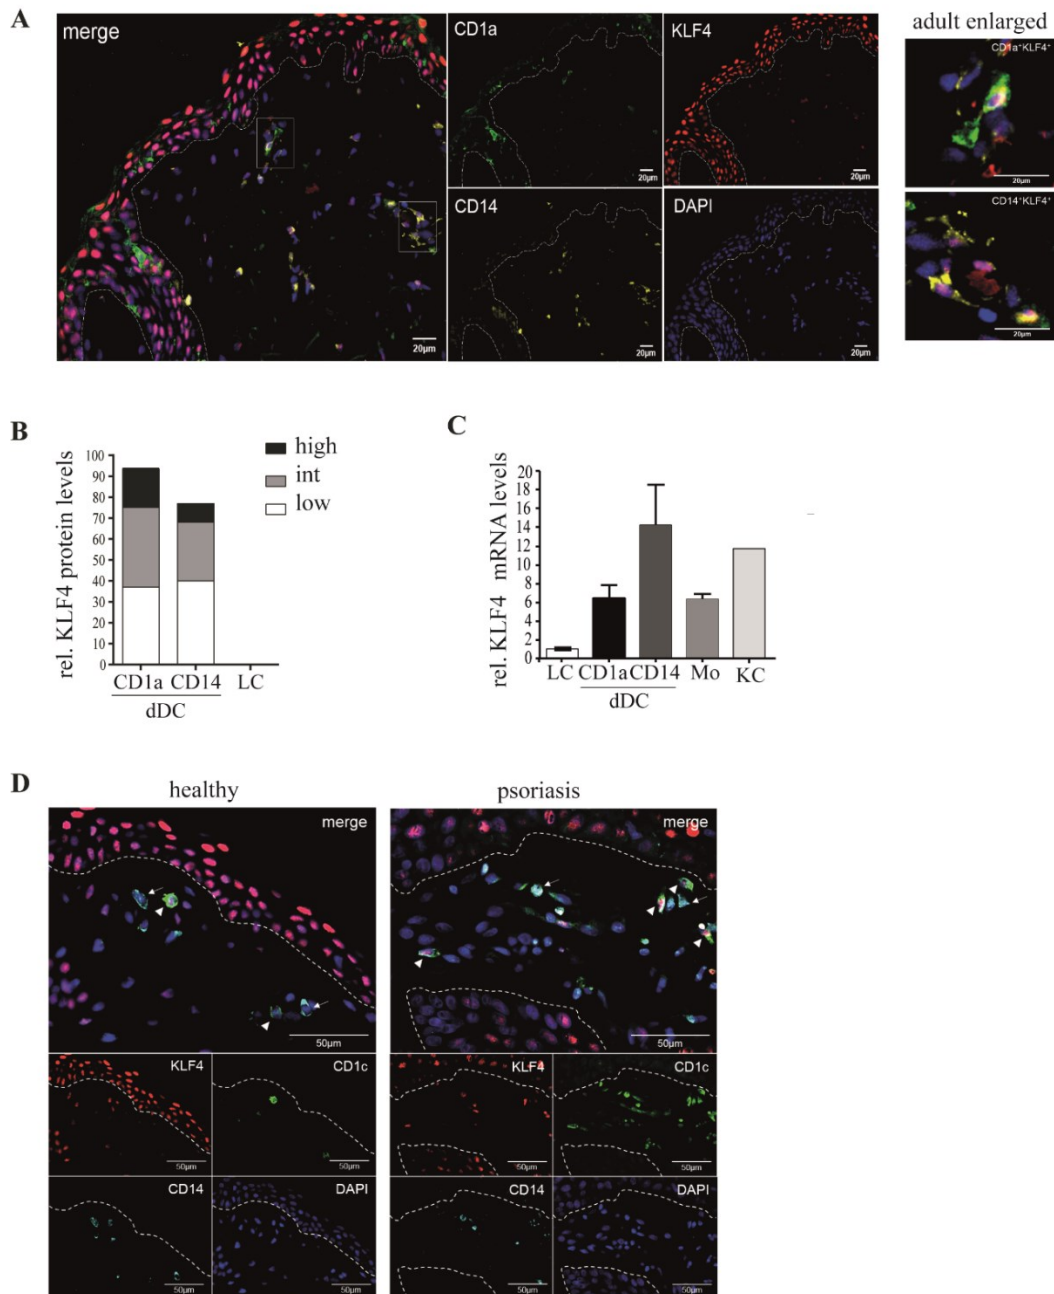 A
merge
20µm
CD1a
20µm
KLF4
20µm
CD14
20µm
DAPI
20µm
adult enlarged
CD1a⁺KLF4⁺
20µm
CD14⁺KLF4⁺
20µm
B
rel. KLF4 protein levels
100
90
80
70
60
50
40
30
20
10
0
high
int
low
CD1a CD14 LC
dDC
C
rel. KLF4 mRNA levels
20
18
16
14
12
10
8
6
4
2
0
LC CD1a CD14 Mo KC
dDC
D
healthy
merge
50µm
KLF4
50µm
CD1c
50µm
CD14
50µm
DAPI
50µm
psoriasis
merge
50µm
KLF4
50µm
CD1c
50µm
CD14
50µm
DAPI
50µm